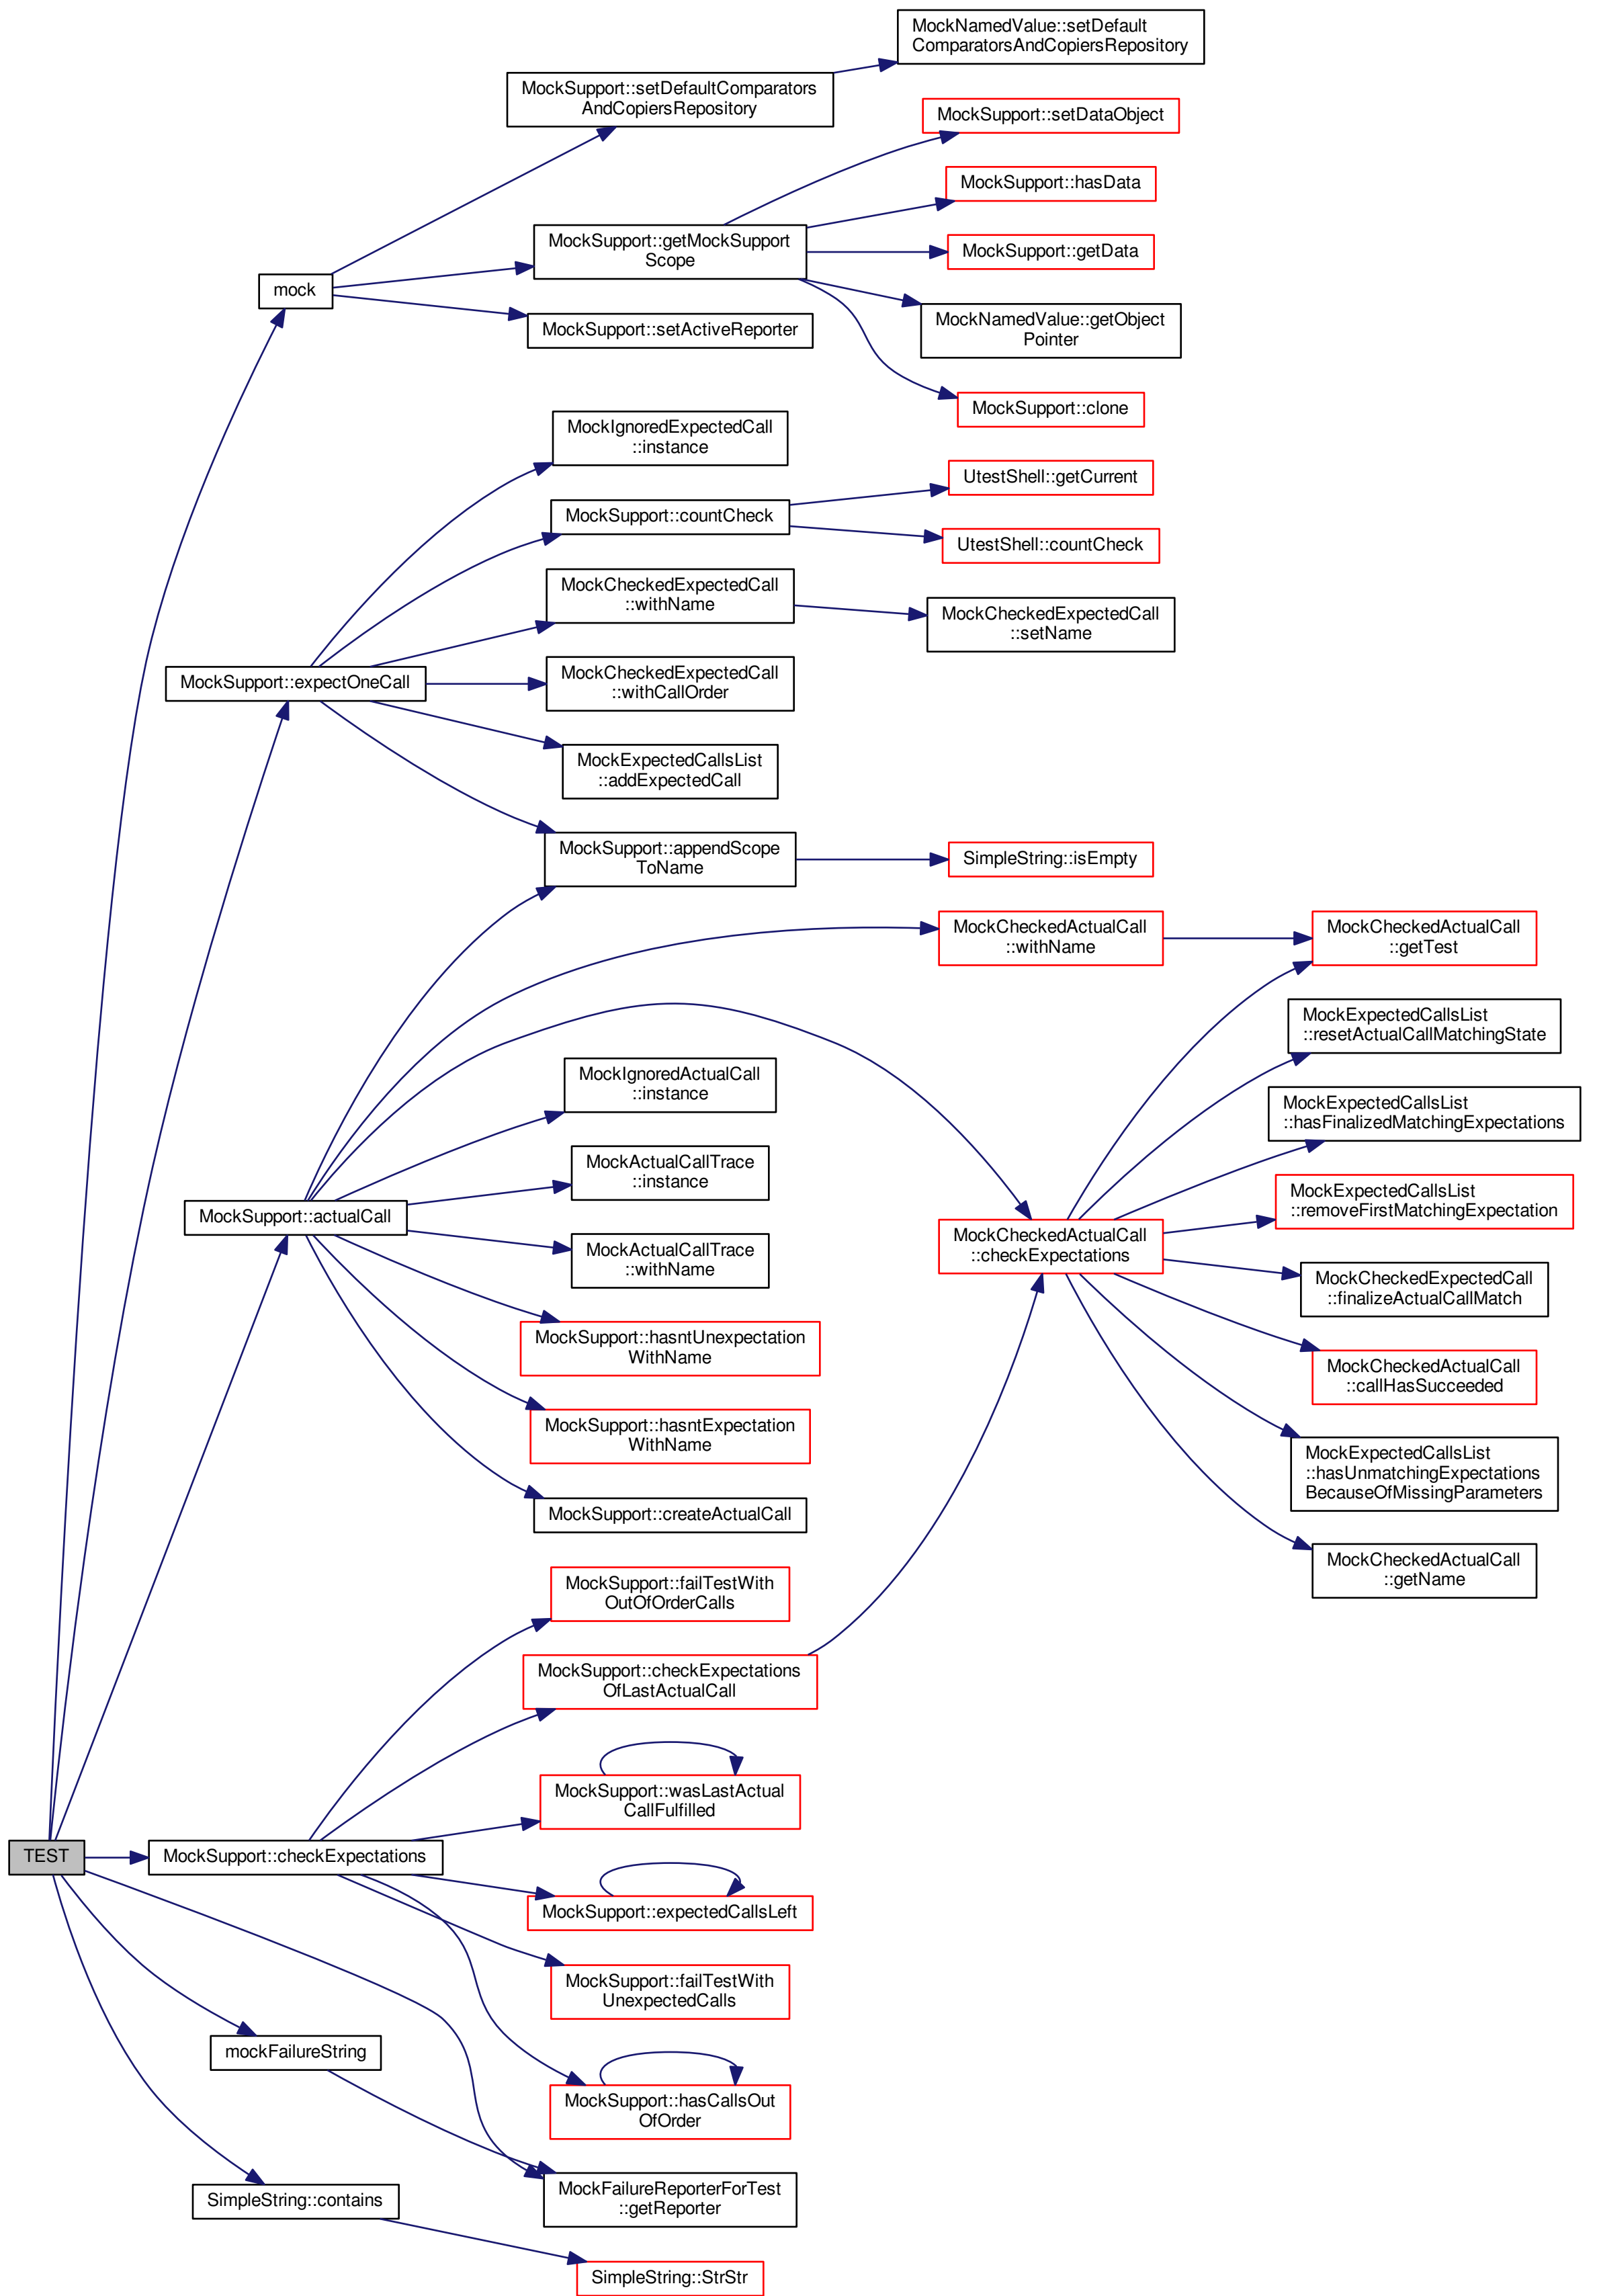 MockNamedValue::setDefault
ComparatorsAndCopiersRepository
MockSupport::setDefaultComparators
AndCopiersRepository
MockSupport::setDataObject
MockSupport::hasData
MockSupport::getMockSupport
Scope
MockSupport::getData
mock
MockNamedValue::getObject
Pointer
MockSupport::setActiveReporter
MockSupport::clone
MockIgnoredExpectedCall
::instance
UtestShell::getCurrent
MockSupport::countCheck
UtestShell::countCheck
MockCheckedExpectedCall
::withName
MockCheckedExpectedCall
::setName
MockSupport::expectOneCall
MockCheckedExpectedCall
::withCallOrder
MockExpectedCallsList
::addExpectedCall
MockSupport::appendScope
ToName
SimpleString::isEmpty
MockCheckedActualCall
::withName
MockCheckedActualCall
::getTest
MockExpectedCallsList
::resetActualCallMatchingState
MockIgnoredActualCall
::instance
MockExpectedCallsList
::hasFinalizedMatchingExpectations
MockActualCallTrace
::instance
MockExpectedCallsList
::removeFirstMatchingExpectation
MockSupport::actualCall
MockCheckedActualCall
::checkExpectations
MockActualCallTrace
::withName
MockCheckedExpectedCall
::finalizeActualCallMatch
MockSupport::hasntUnexpectation
WithName
MockCheckedActualCall
::callHasSucceeded
MockSupport::hasntExpectation
WithName
MockExpectedCallsList
::hasUnmatchingExpectations
BecauseOfMissingParameters
MockSupport::createActualCall
MockCheckedActualCall
::getName
MockSupport::failTestWith
OutOfOrderCalls
MockSupport::checkExpectations
OfLastActualCall
MockSupport::wasLastActual
CallFulfilled
TEST
MockSupport::checkExpectations
MockSupport::expectedCallsLeft
MockSupport::failTestWith
UnexpectedCalls
mockFailureString
MockSupport::hasCallsOut
OfOrder
MockFailureReporterForTest
::getReporter
SimpleString::contains
SimpleString::StrStr